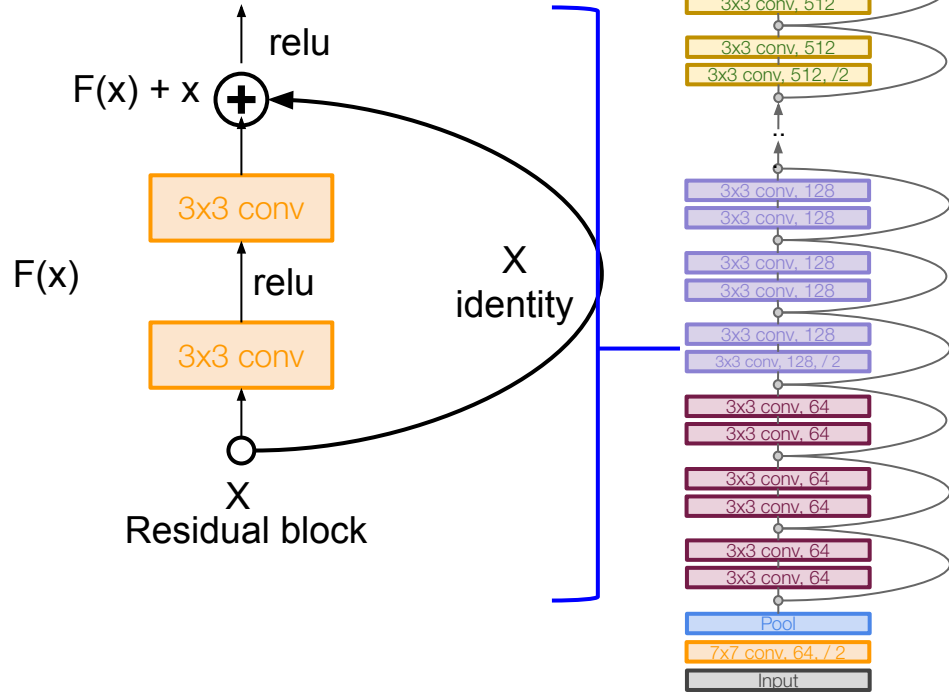 relu
F(x) + x
3x3 conv
F(x)
relu
X
identity
3x3 conv
X
Residual block
3x3 conv, 512
3x3 conv, 512
3x3 conv, 512, /2
..
3x3 conv, 128
3x3 conv, 128
3x3 conv, 128
3x3 conv, 128
3x3 conv, 128
3x3 conv, 128, / 2
3x3 conv, 64
3x3 conv, 64
3x3 conv, 64
3x3 conv, 64
3x3 conv, 64
3x3 conv, 64
Pool
7x7 conv, 64, / 2
Input